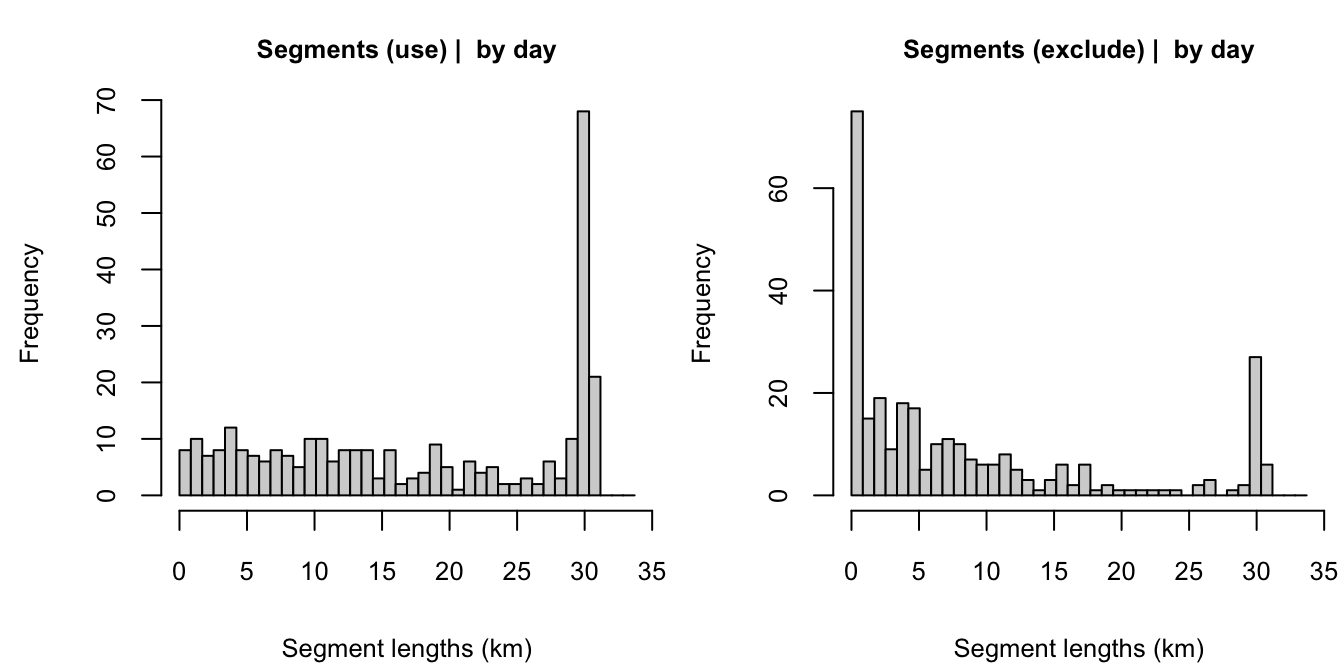 Segments (use) |  by day
Frequency
70
60
50
40
30
20
10
0
0 5 10 15 20 25 30 35
Segment lengths (km)
Segments (exclude) |  by day
Frequency
60
40
20
0
0 5 10 15 20 25 30 35
Segment lengths (km)